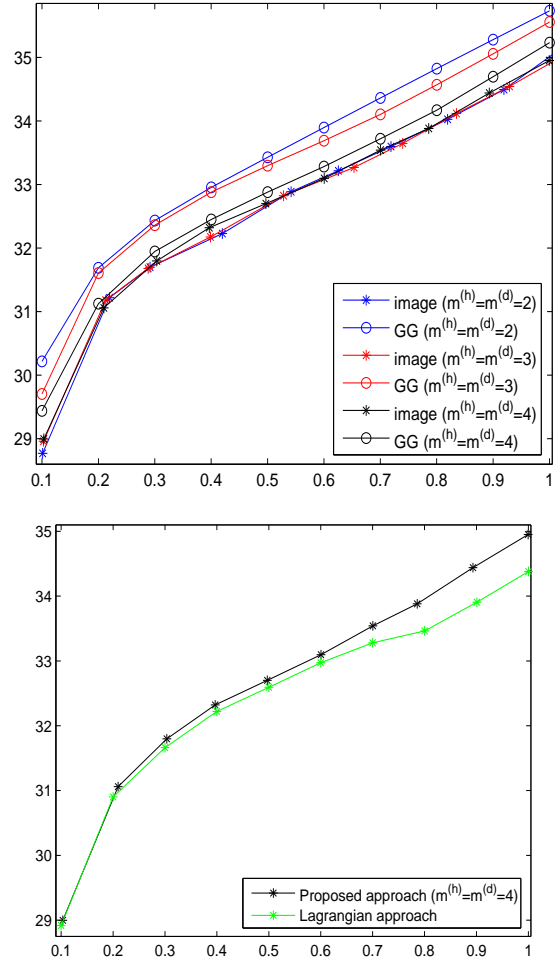 35
34
33
32
31
30
29
image (m^(h)=m^(d)=2)
GG (m^(h)=m^(d)=2)
image (m^(h)=m^(d)=3)
GG (m^(h)=m^(d)=3)
image (m^(h)=m^(d)=4)
GG (m^(h)=m^(d)=4)
0.1 0.2 0.3 0.4 0.5 0.6 0.7 0.8 0.9 1
35
34
33
32
31
30
29
Proposed approach (m^(h)=m^(d)=4)
Lagrangian approach
0.1 0.2 0.3 0.4 0.5 0.6 0.7 0.8 0.9 1